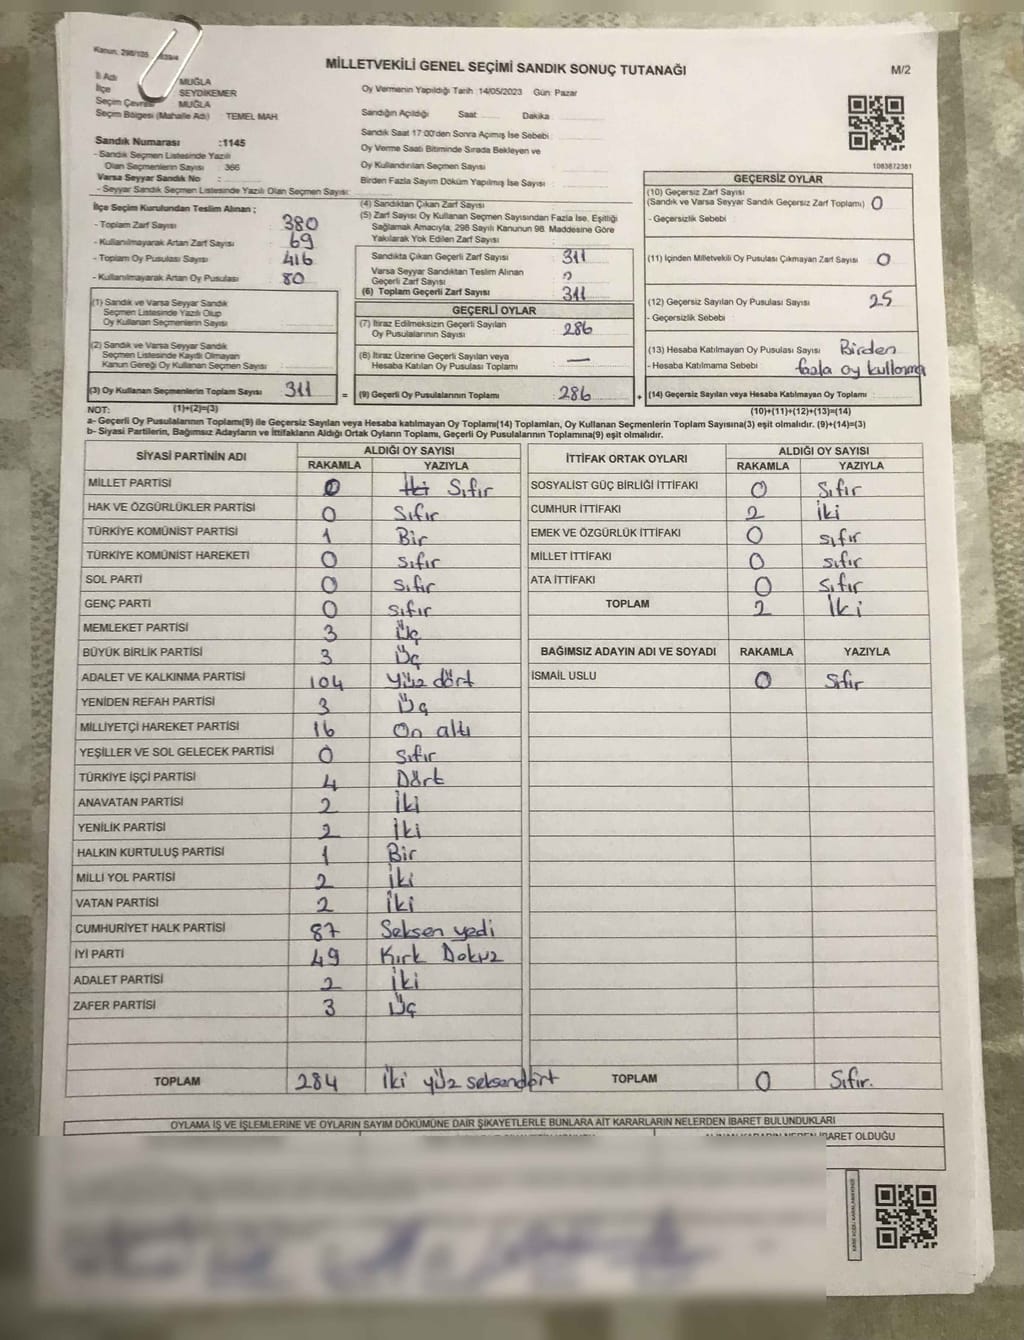 Kanun: 298/105
MİLLETVEKİLİ GENEL SEÇİMİ SANDIK SONUÇ TUTANAĞI
M/2
İl Adı MUĞLA
İlçe SEYDİKEMER
Seçim Çevresi MUĞLA
Seçim Bölgesi (Mahalle Adı) TEMEL MAH.
Oy Vermenin Yapıldığı Tarih :14/05/2023 Gün: Pazar
Sandığın Açıldığı Saat Dakika
Sandık Saat 17:00'den Sonra Açımış İse Sebebi :
Oy Verme Saati Bitiminde Sırada Bekleyen ve
Oy Kullandırılan Seçmen Sayısı
Birden Fazla Sayım Döküm Yapılmış İse Sayısı
1083872381
Sandık Numarası :1145
- Sandık Seçmen Listesinde Yazılı
Olan Seçmenlerin Sayısı : 366
Varsa Seyyar Sandık No
- Seyyar Sandık Seçmen Listesinde Yazılı Olan Seçmen Sayısı:
İlçe Seçim Kurulundan Teslim Alınan ;
- Toplam Zarf Sayısı : 380
- Kullanılmayarak Artan Zarf Sayısı 69
- Toplam Oy Pusulası Sayısı : 416
- Kullanılmayarak Artan Oy Pusulası 80
(1) Sandık ve Varsa Seyyar Sandık
Seçmen Listesinde Yazılı Olup
Oy Kullanan Seçmenlerin Sayısı
(2) Sandık ve Varsa Seyyar Sandık
Seçmen Listesinde Kaydı Olmayan
Kanun Gereği Oy Kullanan Seçmen Sayısı
(3) Oy Kullanan Seçmenlerin Toplam Sayısı 311
(4) Sandıktan Çıkan Zarf Sayısı
(5) Zarf Sayısı Oy Kullanan Seçmen Sayısından Fazla İse, Eşitliği
Sağlamak Amacıyla, 298 Sayılı Kanunun 98. Maddesine Göre
Yakılarak Yok Edilen Zarf Sayısı
Sandıkta Çıkan Geçerli Zarf Sayısı : 311
Varsa Seyyar Sandıktan Teslim Alınan
Geçerli Zarf Sayısı
(6) Toplam Geçerli Zarf Sayısı : 311
GEÇERLİ OYLAR
(7) İtiraz Edilmeksizin Geçerli Sayılan
Oy Pusulalarının Sayısı : 286
(8) İtiraz Üzerine Geçerli Sayılan veya
Hesaba Katılan Oy Pusulası Toplamı —
= (9) Geçerli Oy Pusulalarının Toplamı : 286 +
GEÇERSİZ OYLAR
(10) Geçersiz Zarf Sayısı
(Sandık ve Varsa Seyyar Sandık Geçersiz Zarf Toplamı) : 0
- Geçersizlik Sebebi
(11) İçinden Milletvekili Oy Pusulası Çıkmayan Zarf Sayısı : 0
(12) Geçersiz Sayılan Oy Pusulası Sayısı : 25
- Geçersizlik Sebebi
(13) Hesaba Katılmayan Oy Pusulası Sayısı : Birden
- Hesaba Katılmama Sebebi : fazla oy kullanma
(14) Geçersiz Sayılan veya Hesaba Katılmayan Oy Toplamı :
NOT: (1)+(2)=(3) (10)+(11)+(12)+(13)=(14)
a- Geçerli Oy Pusulalarının Toplamı(9) ile Geçersiz Sayılan veya Hesaba katılmayan Oy Toplamı(14) Toplamları, Oy Kullanan Seçmenlerin Toplam Sayısına(3) eşit olmalıdır. (9)+(14)=(3)
b- Siyasi Partilerin, Bağımsız Adayların ve İttifakların Aldığı Ortak Oyların Toplamı, Geçerli Oy Pusulalarının Toplamına(9) eşit olmalıdır.
SİYASİ PARTİNİN ADI ALDIĞI OY SAYISI
RAKAMLA YAZIYLA
MİLLET PARTİSİ 0 İki Sıfır
HAK VE ÖZGÜRLÜKLER PARTİSİ 0 Sıfır
TÜRKİYE KOMÜNİST PARTİSİ 1 Bir
TÜRKİYE KOMÜNİST HAREKETİ 0 sıfır
SOL PARTİ 0 sıfır
GENÇ PARTİ 0 sıfır
MEMLEKET PARTİSİ 3 Üç
BÜYÜK BİRLİK PARTİSİ 3 Üç
ADALET VE KALKINMA PARTİSİ 104 Yüz dört
YENİDEN REFAH PARTİSİ 3 Üç
MİLLİYETÇİ HAREKET PARTİSİ 16 On altı
YEŞİLLER VE SOL GELECEK PARTİSİ 0 Sıfır
TÜRKİYE İŞÇİ PARTİSİ 4 Dört
ANAVATAN PARTİSİ 2 İki
YENİLİK PARTİSİ 2 İki
HALKIN KURTULUŞ PARTİSİ 1 Bir
MİLLİ YOL PARTİSİ 2 İki
VATAN PARTİSİ 2 İki
CUMHURİYET HALK PARTİSİ 87 Seksen yedi
İYİ PARTİ 49 Kırk Dokuz
ADALET PARTİSİ 2 İki
ZAFER PARTİSİ 3 Üç
TOPLAM 284 İki yüz seksendört
İTTİFAK ORTAK OYLARI ALDIĞI OY SAYISI
RAKAMLA YAZIYLA
SOSYALİST GÜÇ BİRLİĞİ İTTİFAKI 0 Sıfır
CUMHUR İTTİFAKI 2 İki
EMEK VE ÖZGÜRLÜK İTTİFAKI 0 sıfır
MİLLET İTTİFAKI 0 sıfır
ATA İTTİFAKI 0 sıfır
TOPLAM 2 İki
BAĞIMSIZ ADAYIN ADI VE SOYADI RAKAMLA YAZIYLA
İSMAİL USLU 0 Sıfır
TOPLAM 0 Sıfır.
OYLAMA İŞ VE İŞLEMLERİNE VE OYLARIN SAYIM DÖKÜMÜNE DAİR ŞİKAYETLERLE BUNLARA AİT KARARLARIN NELERDEN İBARET BULUNDUKLARI
İBARET OLDUĞU